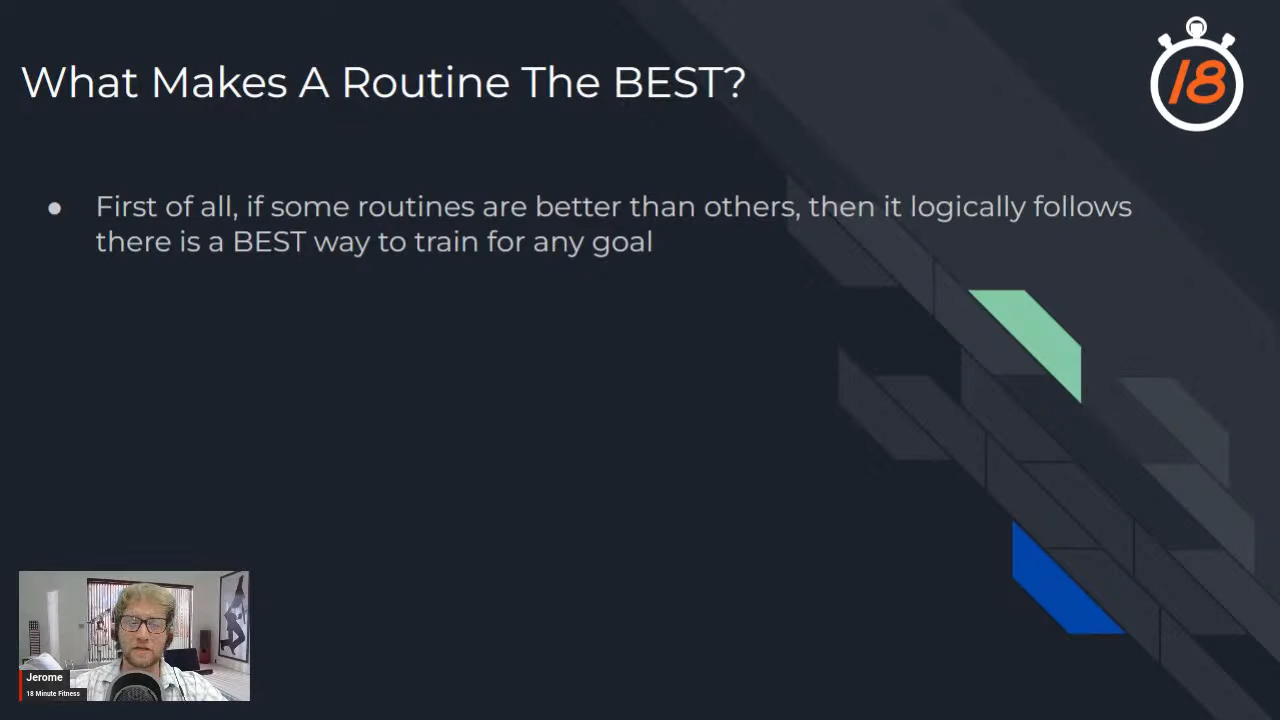 What Makes A Routine The BEST?
18
● First of all, if some routines are better than others, then it logically follows
there is a BEST way to train for any goal
Jerome
18 Minute Fitness